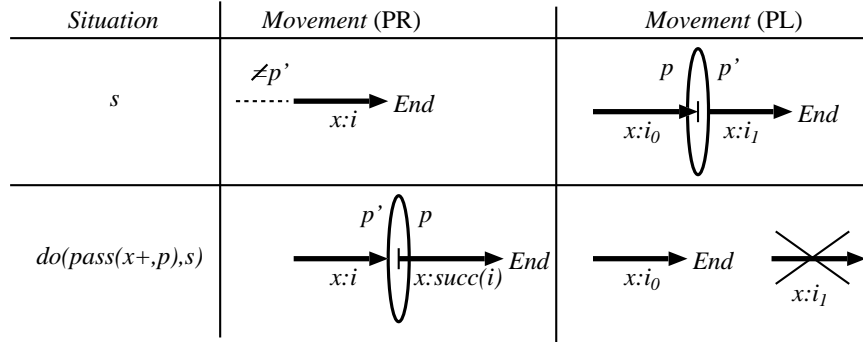 Situation Movement (PR) Movement (PL)
s ≠p' x:i End p p' x:i₀ x:i₁ End
do(pass(x+,p),s) p' p x:i x:succ(i) End x:i₀ End x:i₁